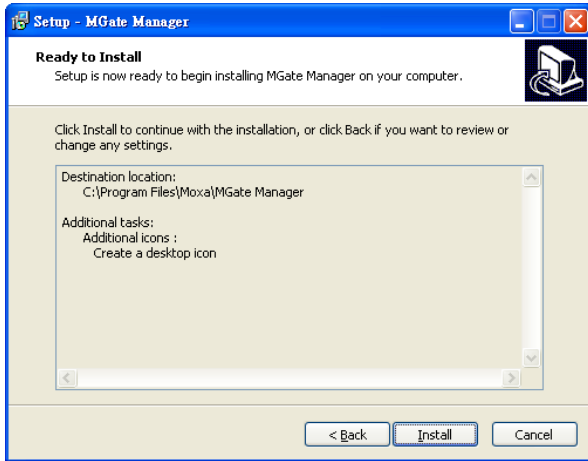 Setup - MGate Manager
Ready to Install
Setup is now ready to begin installing MGate Manager on your computer.
Click Install to continue with the installation, or click Back if you want to review or
change any settings.
Destination location:
C:\Program Files\Moxa\MGate Manager
Additional tasks:
Additional icons :
Create a desktop icon
< Back
Install
Cancel